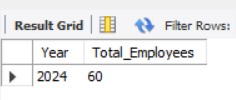 Result Grid Filter Rows:
Year Total_Employees
2024 60